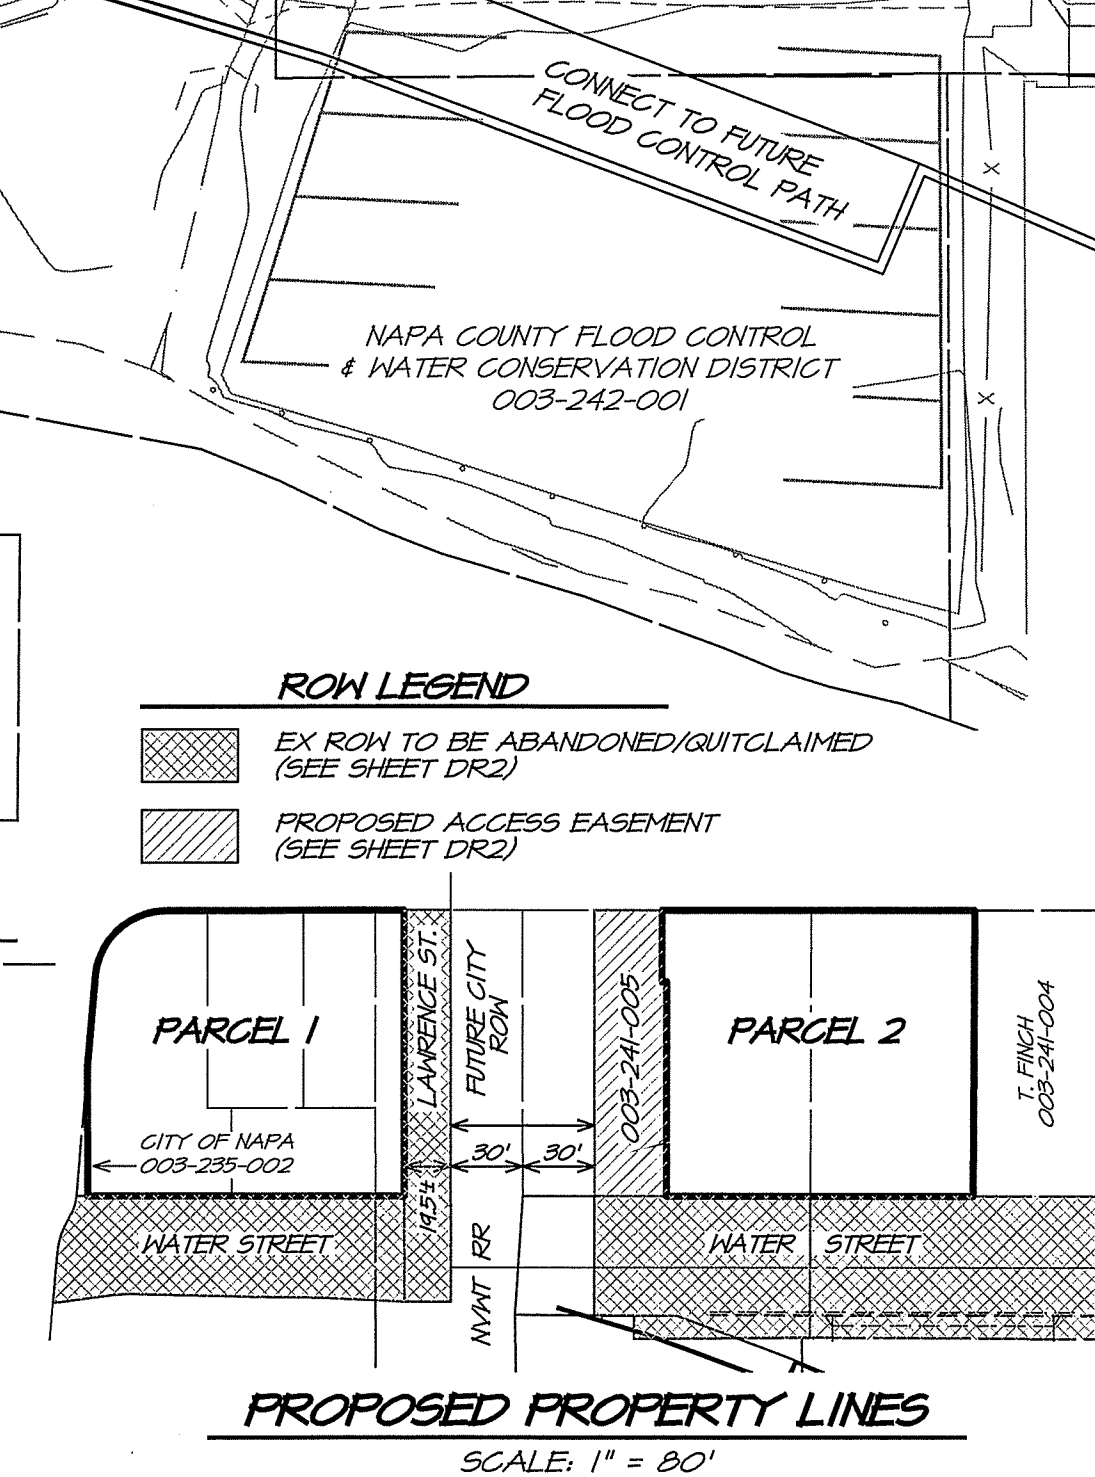 CONNECT TO FUTURE
FLOOD CONTROL PATH
X
NAPA COUNTY FLOOD CONTROL
& WATER CONSERVATION DISTRICT
003-242-001
X
ROW LEGEND
EX ROW TO BE ABANDONED/QUITCLAIMED
(SEE SHEET DR2)
PROPOSED ACCESS EASEMENT
(SEE SHEET DR2)
PARCEL 1
LAWRENCE ST.
FUTURE CITY
ROW
003-241-005
PARCEL 2
T. FINCH
003-241-004
CITY OF NAPA
003-235-002
30'
30'
19.54
WATER STREET
NVWT RR
WATER STREET
PROPOSED PROPERTY LINES
SCALE: 1" = 80'